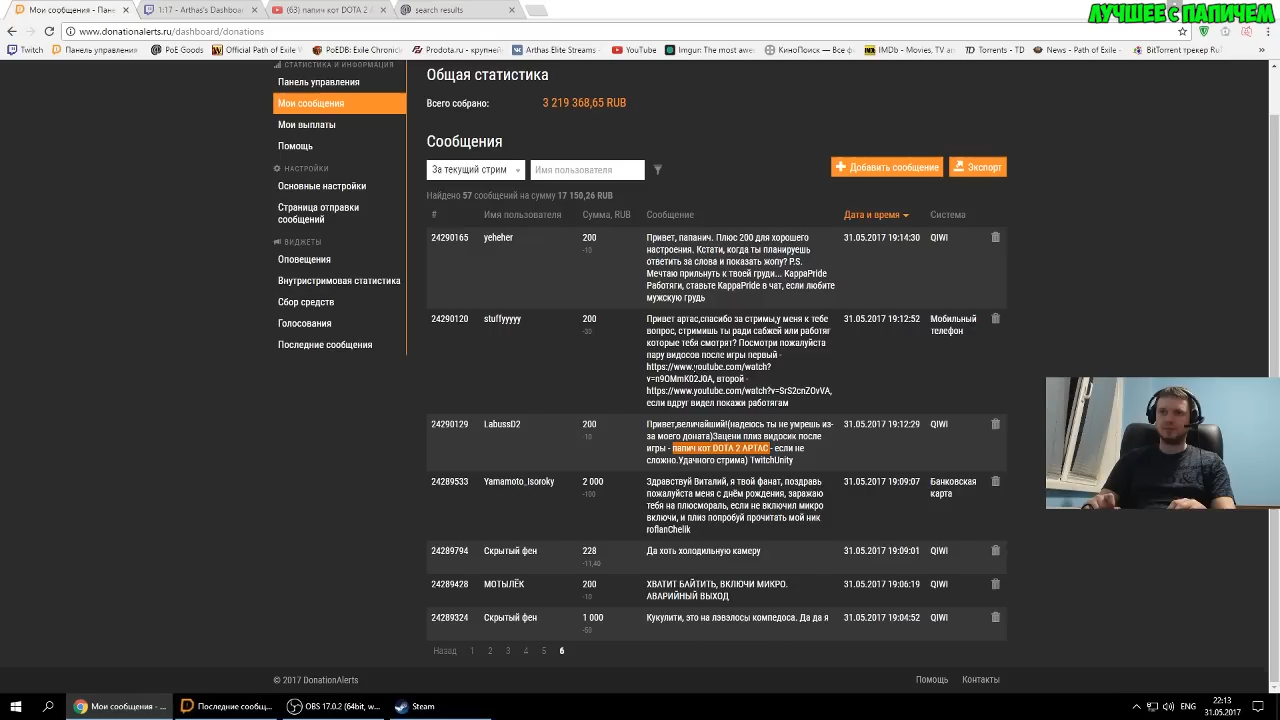 Мои сообщения - Пан
1:17 - Arthas's Dashboa
(63) папич кот DOTA 2 A
search results
ЛУЧШЕЕ С ПАПИЧЕМ
www.donationalerts.ru/dashboard/donations
Twitch
Панель управления
PoE Goods
Official Path of Exile W
PoEDB: Exile Chronic
Prodota.ru - крупней
Arthas Elite Streams -
YouTube
Imgur: The most awe
КиноПоиск — Все ф
IMDb - Movies, TV an
Torrents - TD
News - Path of Exile -
BitTorrent трекер Ru
СТАТИСТИКА И ИНФОРМАЦИЯ
Панель управления
Мои сообщения
Мои выплаты
Помощь
НАСТРОЙКИ
Основные настройки
Страница отправки
сообщений
ВИДЖЕТЫ
Оповещения
Внутристримовая статистика
Сбор средств
Голосования
Последние сообщения
Общая статистика
Всего собрано: 3 219 368,65 RUB
Сообщения
За текущий стрим
Имя пользователя
Добавить сообщение
Экспорт
Найдено 57 сообщений на сумму 17 150,26 RUB
# Имя пользователя Сумма, RUB Сообщение Дата и время Система
24290165 yeheher 200 Привет, папанич. Плюс 200 для хорошего 31.05.2017 19:14:30 QIWI
-10 настроения. Кстати, когда ты планируешь
ответить за слова и показать жопу? P.S.
Мечтаю прильнуть к твоей груди... KappaPride
Работяги, ставьте KappaPride в чат, если любите
мужскую грудь
24290120 stuffyyyyy 200 Привет артас,спасибо за стримы,у меня к тебе 31.05.2017 19:12:52 Мобильный
-30 вопрос, стримишь ты ради сабжей или работяг телефон
которые тебя смотрят? Посмотри пожалуйста
пару видосов после игры первый -
https://www.youtube.com/watch?
v=n9OMmK02J0A, второй -
https://www.youtube.com/watch?v=SrS2cnZOvVA,
если вдруг видел покажи работягам
24290129 LabussD2 200 Привет,величайший!(надеюсь ты не умрешь из- 31.05.2017 19:12:29 QIWI
-10 за моего доната)Зацени плиз видосик после
игры - папич кот DOTA 2 АРТАС - если не
сложно.Удачного стрима) TwitchUnity
24289533 Yamamoto_Isoroky 2 000 Здравствуй Виталий, я твой фанат, поздравь 31.05.2017 19:09:07 Банковская
-100 пожалуйста меня с днём рождения, заражаю карта
тебя на плюсмораль, если не включил микро
включи, и плиз попробуй прочитать мой ник
roflanChelik
24289794 Скрытый фен 228 Да хоть холодильную камеру 31.05.2017 19:09:01 QIWI
-11,40
24289428 МОТЫЛЁК 200 ХВАТИТ БАЙТИТЬ, ВКЛЮЧИ МИКРО. 31.05.2017 19:06:19 QIWI
-10 АВАРИЙНЫЙ ВЫХОД
24289324 Скрытый фен 1 000 Кукулити, это на лэвэлосы компедоса. Да да я 31.05.2017 19:04:52 QIWI
-50
Назад 1 2 3 4 5 6
© 2017 DonationAlerts
Помощь Контакты
Мои сообщения - ...
Последние сообщ...
OBS 17.0.2 (64bit, w...
Steam
ENG
22:13
31.05.2017